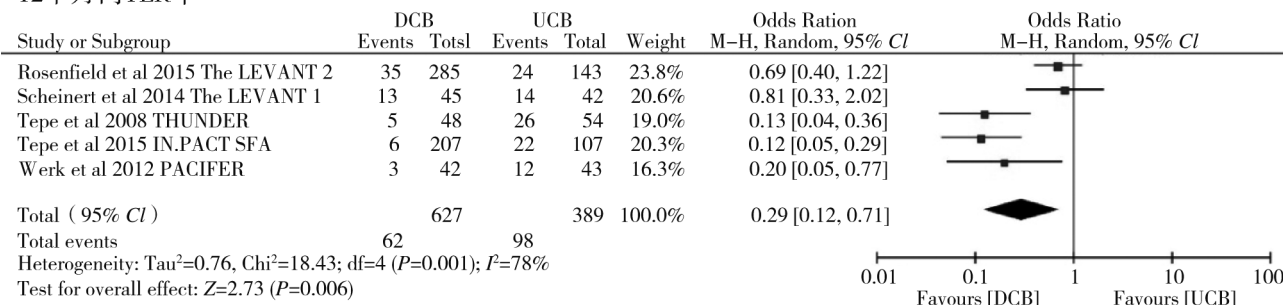 DCB UCB Odds Ration Odds Ratio
Study or Subgroup Events Totsl Events Total Weight M-H, Random, 95% CI M-H, Random, 95% CI
Rosenfield et al 2015 The LEVANT 2 35 285 24 143 23.8% 0.69 [0.40, 1.22]
Scheinert et al 2014 The LEVANT 1 13 45 14 42 20.6% 0.81 [0.33, 2.02]
Tepe et al 2008 THUNDER 5 48 26 54 19.0% 0.13 [0.04, 0.36]
Tepe et al 2015 IN.PACT SFA 6 207 22 107 20.3% 0.12 [0.05, 0.29]
Werk et al 2012 PACIFER 3 42 12 43 16.3% 0.20 [0.05, 0.77]
Total（95% CI） 627 389 100.0% 0.29 [0.12, 0.71]
Total events 62 98
Heterogeneity: Tau²=0.76, Chi²=18.43; df=4 (P=0.001); I²=78%
Test for overall effect: Z=2.73 (P=0.006)
0.01 0.1 1 10 100
Favours [DCB] Favours [UCB]